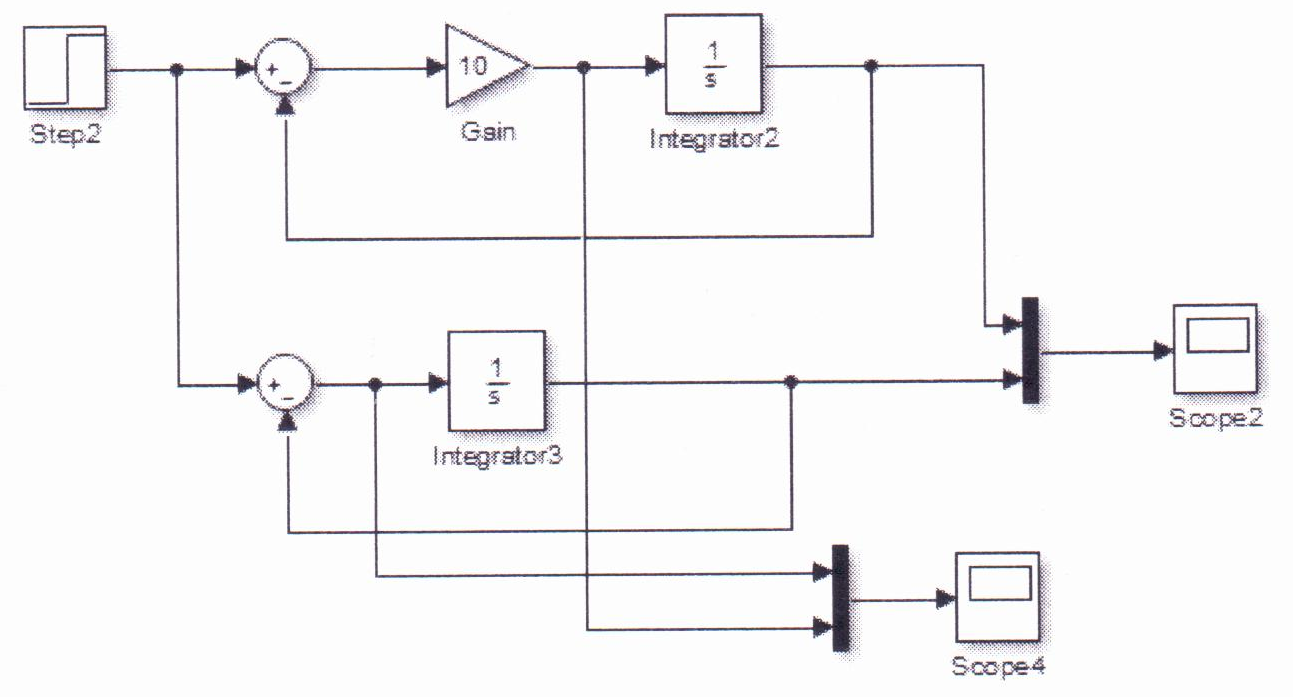 +
−
10
1
s
Step2
Gain
Integrator2
+
−
1
s
Integrator3
Scope2
Scope4